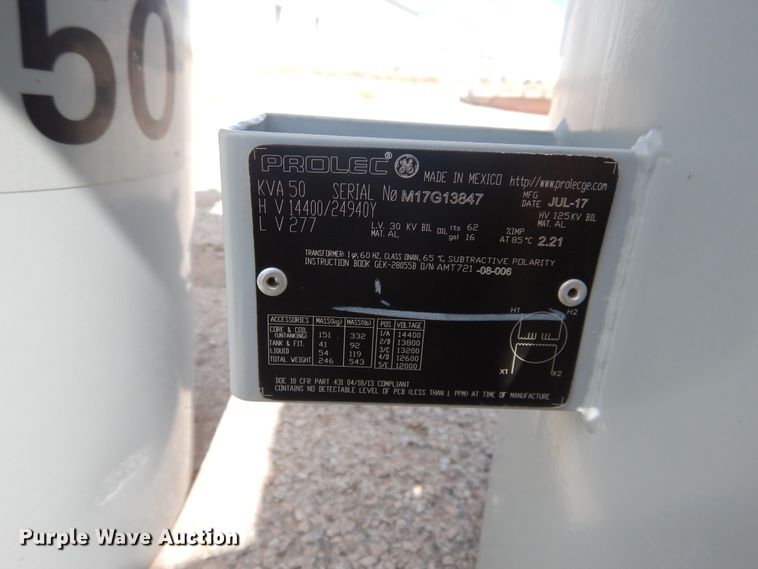 50
PROLEC® GE MADE IN MEXICO http://www.prolecge.com
KVA 50 SERIAL Nø M17G13847 MFG DATE JUL-17
H V 14400/24940Y HV 125 KV BIL MAT. AL
L V 277 L.V. 30 KV BIL MAT. AL OIL lts 62 gal 16 %IMP AT 85°C 2.21
TRANSFORMER: 1φ, 60 HZ, CLASS ONAN, 65 °C, SUBTRACTIVE POLARITY
INSTRUCTION BOOK GEK-28055B O/N: AMT721 -08-006
H1 H2
ACCESSORIES MASS(kg) MASS(lb) POS VOLTAGE
CORE & COIL (UNTANKING) 151 332 1/A 14400
TANK & FIT. 41 92 2/B 13800
LIQUID 54 119 3/C 13200
TOTAL WEIGHT 246 543 4/D 12600
5/E 12000
X1 X2
DOE 10 CFR PART 431 04/18/13 COMPLIANT
CONTAINS NO DETECTABLE LEVEL OF PCB (LESS THAN 1 PPM) AT TIME OF MANUFACTURE
Purple Wave Auction